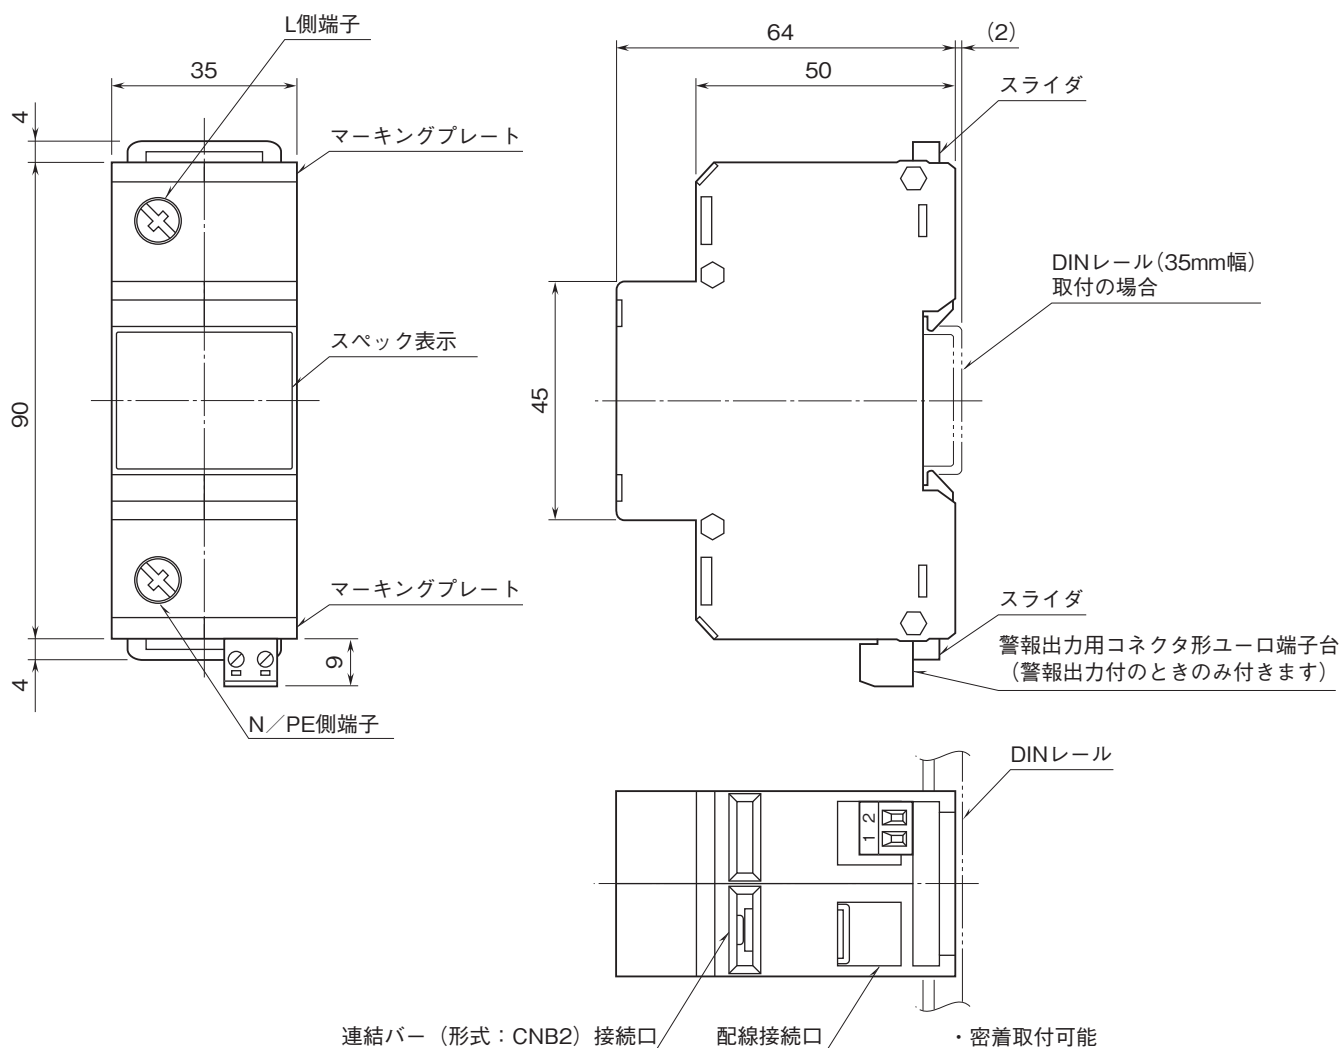 L側端子
35
4
マーキングプレート
スペック表示
90
マーキングプレート
4
9
N／PE側端子
64
(2)
50
スライダ
DINレール(35mm幅)
取付の場合
45
スライダ
警報出力用コネクタ形ユーロ端子台
（警報出力付のときのみ付きます）
DINレール
1 2
連結バー（形式：CNB2）接続口
配線接続口
・密着取付可能